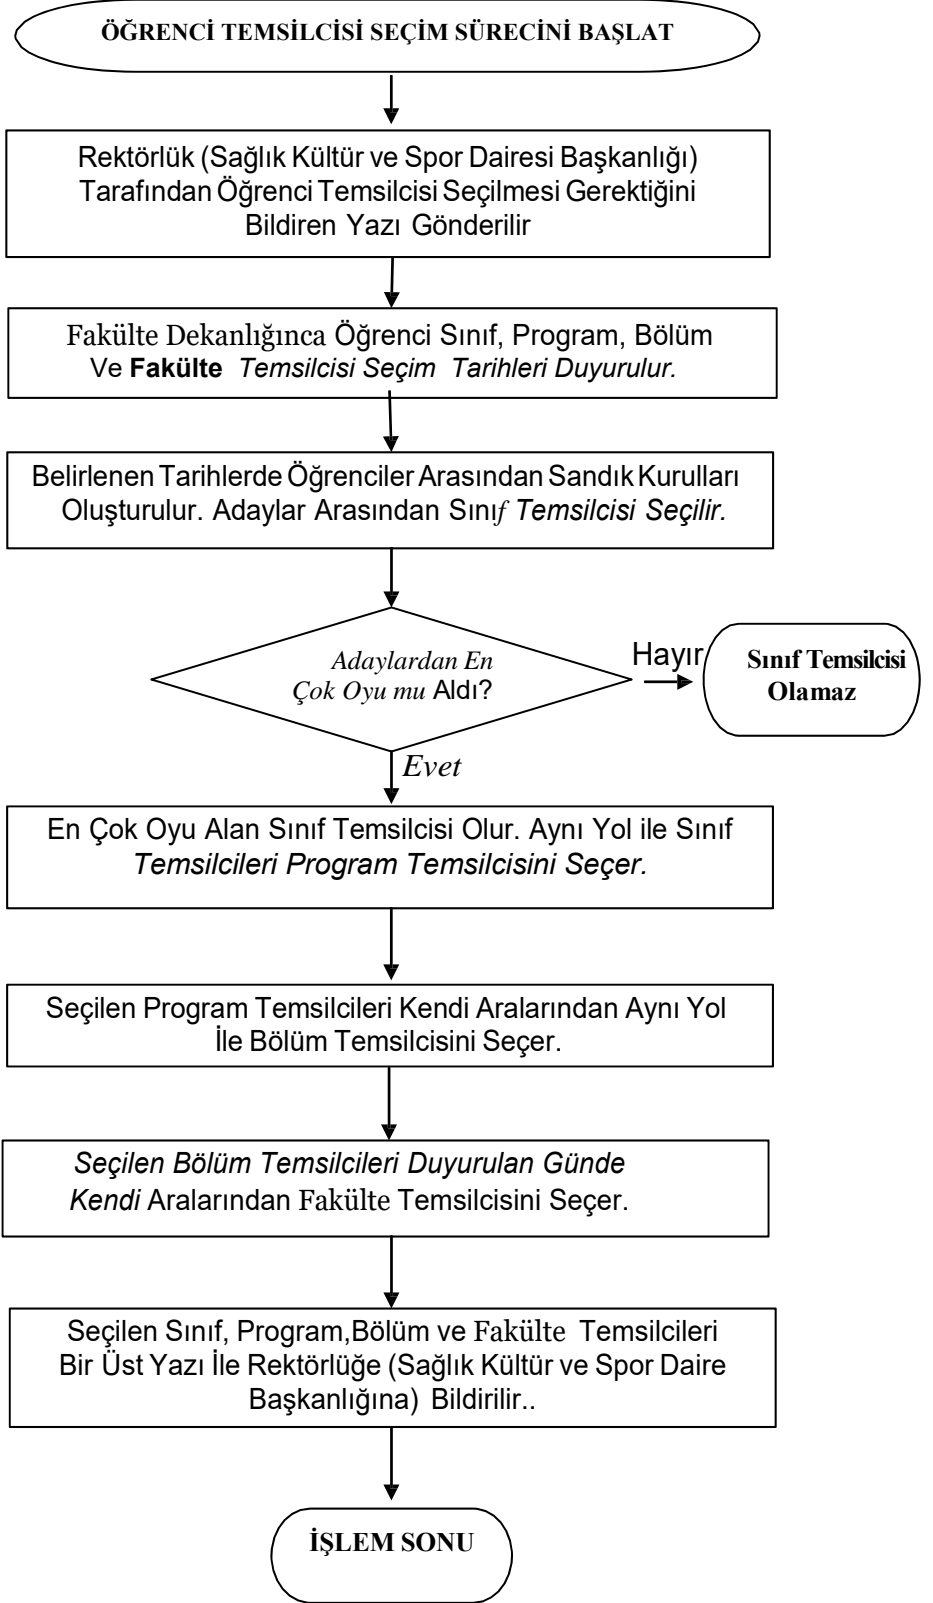 ÖĞRENCİ TEMSİLCİSİ SEÇİM SÜRECİNİ BAŞLAT
Rektörlük (Sağlık Kültür ve Spor Dairesi Başkanlığı)
Tarafından Öğrenci Temsilcisi Seçilmesi Gerektiğini
Bildiren Yazı Gönderilir
Fakülte Dekanlığınca Öğrenci Sınıf, Program, Bölüm
Ve Fakülte Temsilcisi Seçim Tarihleri Duyurulur.
Belirlenen Tarihlerde Öğrenciler Arasından Sandık Kurulları
Oluşturulur. Adaylar Arasından Sınıf Temsilcisi Seçilir.
Adaylardan En
Çok Oyu mu Aldı?
Hayır
Sınıf Temsilcisi
Olamaz
Evet
En Çok Oyu Alan Sınıf Temsilcisi Olur. Aynı Yol ile Sınıf
Temsilcileri Program Temsilcisini Seçer.
Seçilen Program Temsilcileri Kendi Aralarından Aynı Yol
İle Bölüm Temsilcisini Seçer.
Seçilen Bölüm Temsilcileri Duyurulan Günde
Kendi Aralarından Fakülte Temsilcisini Seçer.
Seçilen Sınıf, Program,Bölüm ve Fakülte Temsilcileri
Bir Üst Yazı İle Rektörlüğe (Sağlık Kültür ve Spor Daire
Başkanlığına) Bildirilir..
İŞLEM SONU